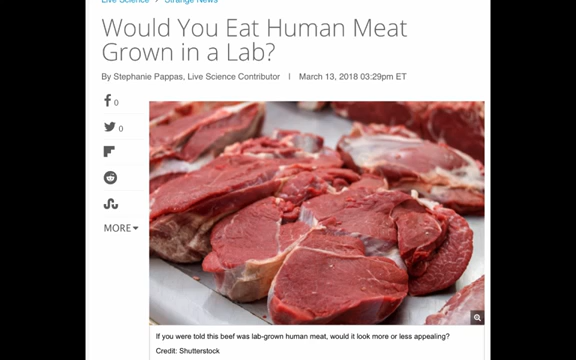 Live Science > Strange News
Would You Eat Human Meat
Grown in a Lab?
By Stephanie Pappas, Live Science Contributor | March 13, 2018 03:29pm ET
0
0
MORE
If you were told this beef was lab-grown human meat, would it look more or less appealing?
Credit: Shutterstock